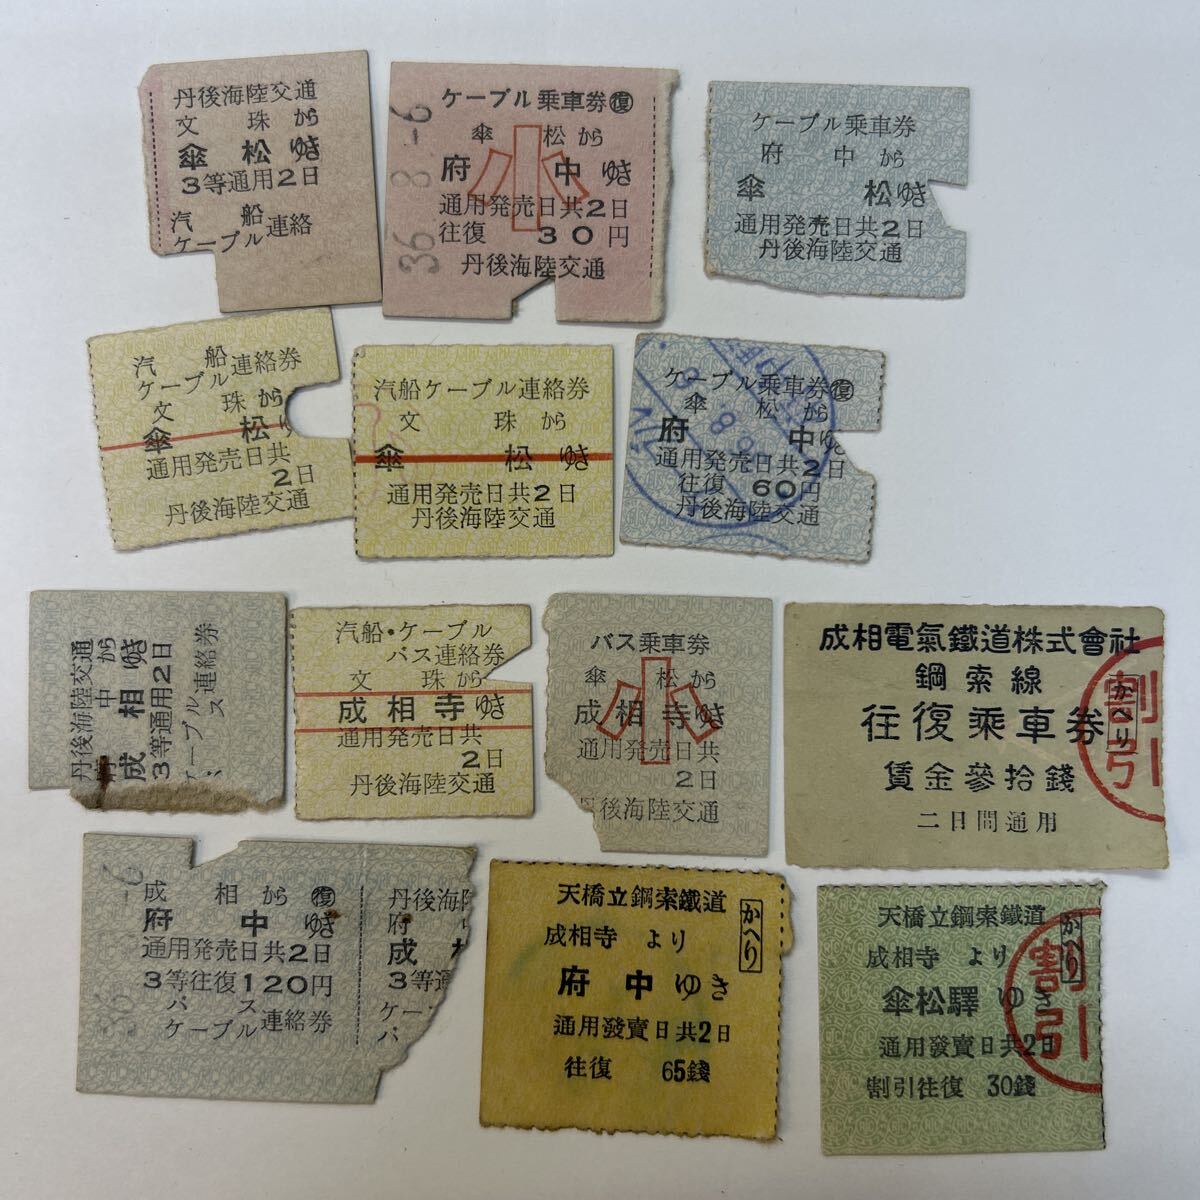 丹後海陸交通
文珠から
傘松ゆき
3等通用2日
汽船
ケーブル連絡
ケーブル乗車券復
傘松から
小
府中ゆき
通用発売日共2日
往復 30円
丹後海陸交通
36.8.-6
ケーブル乗車券
府中から
傘松ゆき
通用発売日共2日
丹後海陸交通
汽船
ケーブル連絡券
文珠から
傘松ゆ
通用発売日共
2日
丹後海陸交通
汽船ケーブル連絡券
文珠から
傘松ゆき
通用発売日共2日
丹後海陸交通
ケーブル乗車券復
傘松から
府中ゆき
通用発売日共2日
往復 60円
丹後海陸交通
丹後海陸交通
中から
成相ゆき
3等通用2日
ケーブル連絡券
バス
汽船・ケーブル
バス連絡券
文珠から
成相寺ゆき
通用発売日共
2日
丹後海陸交通
バス乗車券
傘松から
小
成相寺ゆき
通用発売日共
2日
丹後海陸交通
成相電氣鐵道株式會社
鋼索線
往復乘車券
賃金參拾錢
二日間通用
割引
かへり
-6
36
成相から復
府中ゆき
通用発売日共2日
3等往復120円
バス
ケーブル連絡券
丹後海
府
成
3等通
ケー
バ
天橋立鋼索鐵道
かへり
成相寺より
府中ゆき
通用發賣日共2日
往復 65錢
天橋立鋼索鐵道
かへり
成相寺より
傘松驛ゆき
通用發賣日共2日
割引往復 30錢
割引